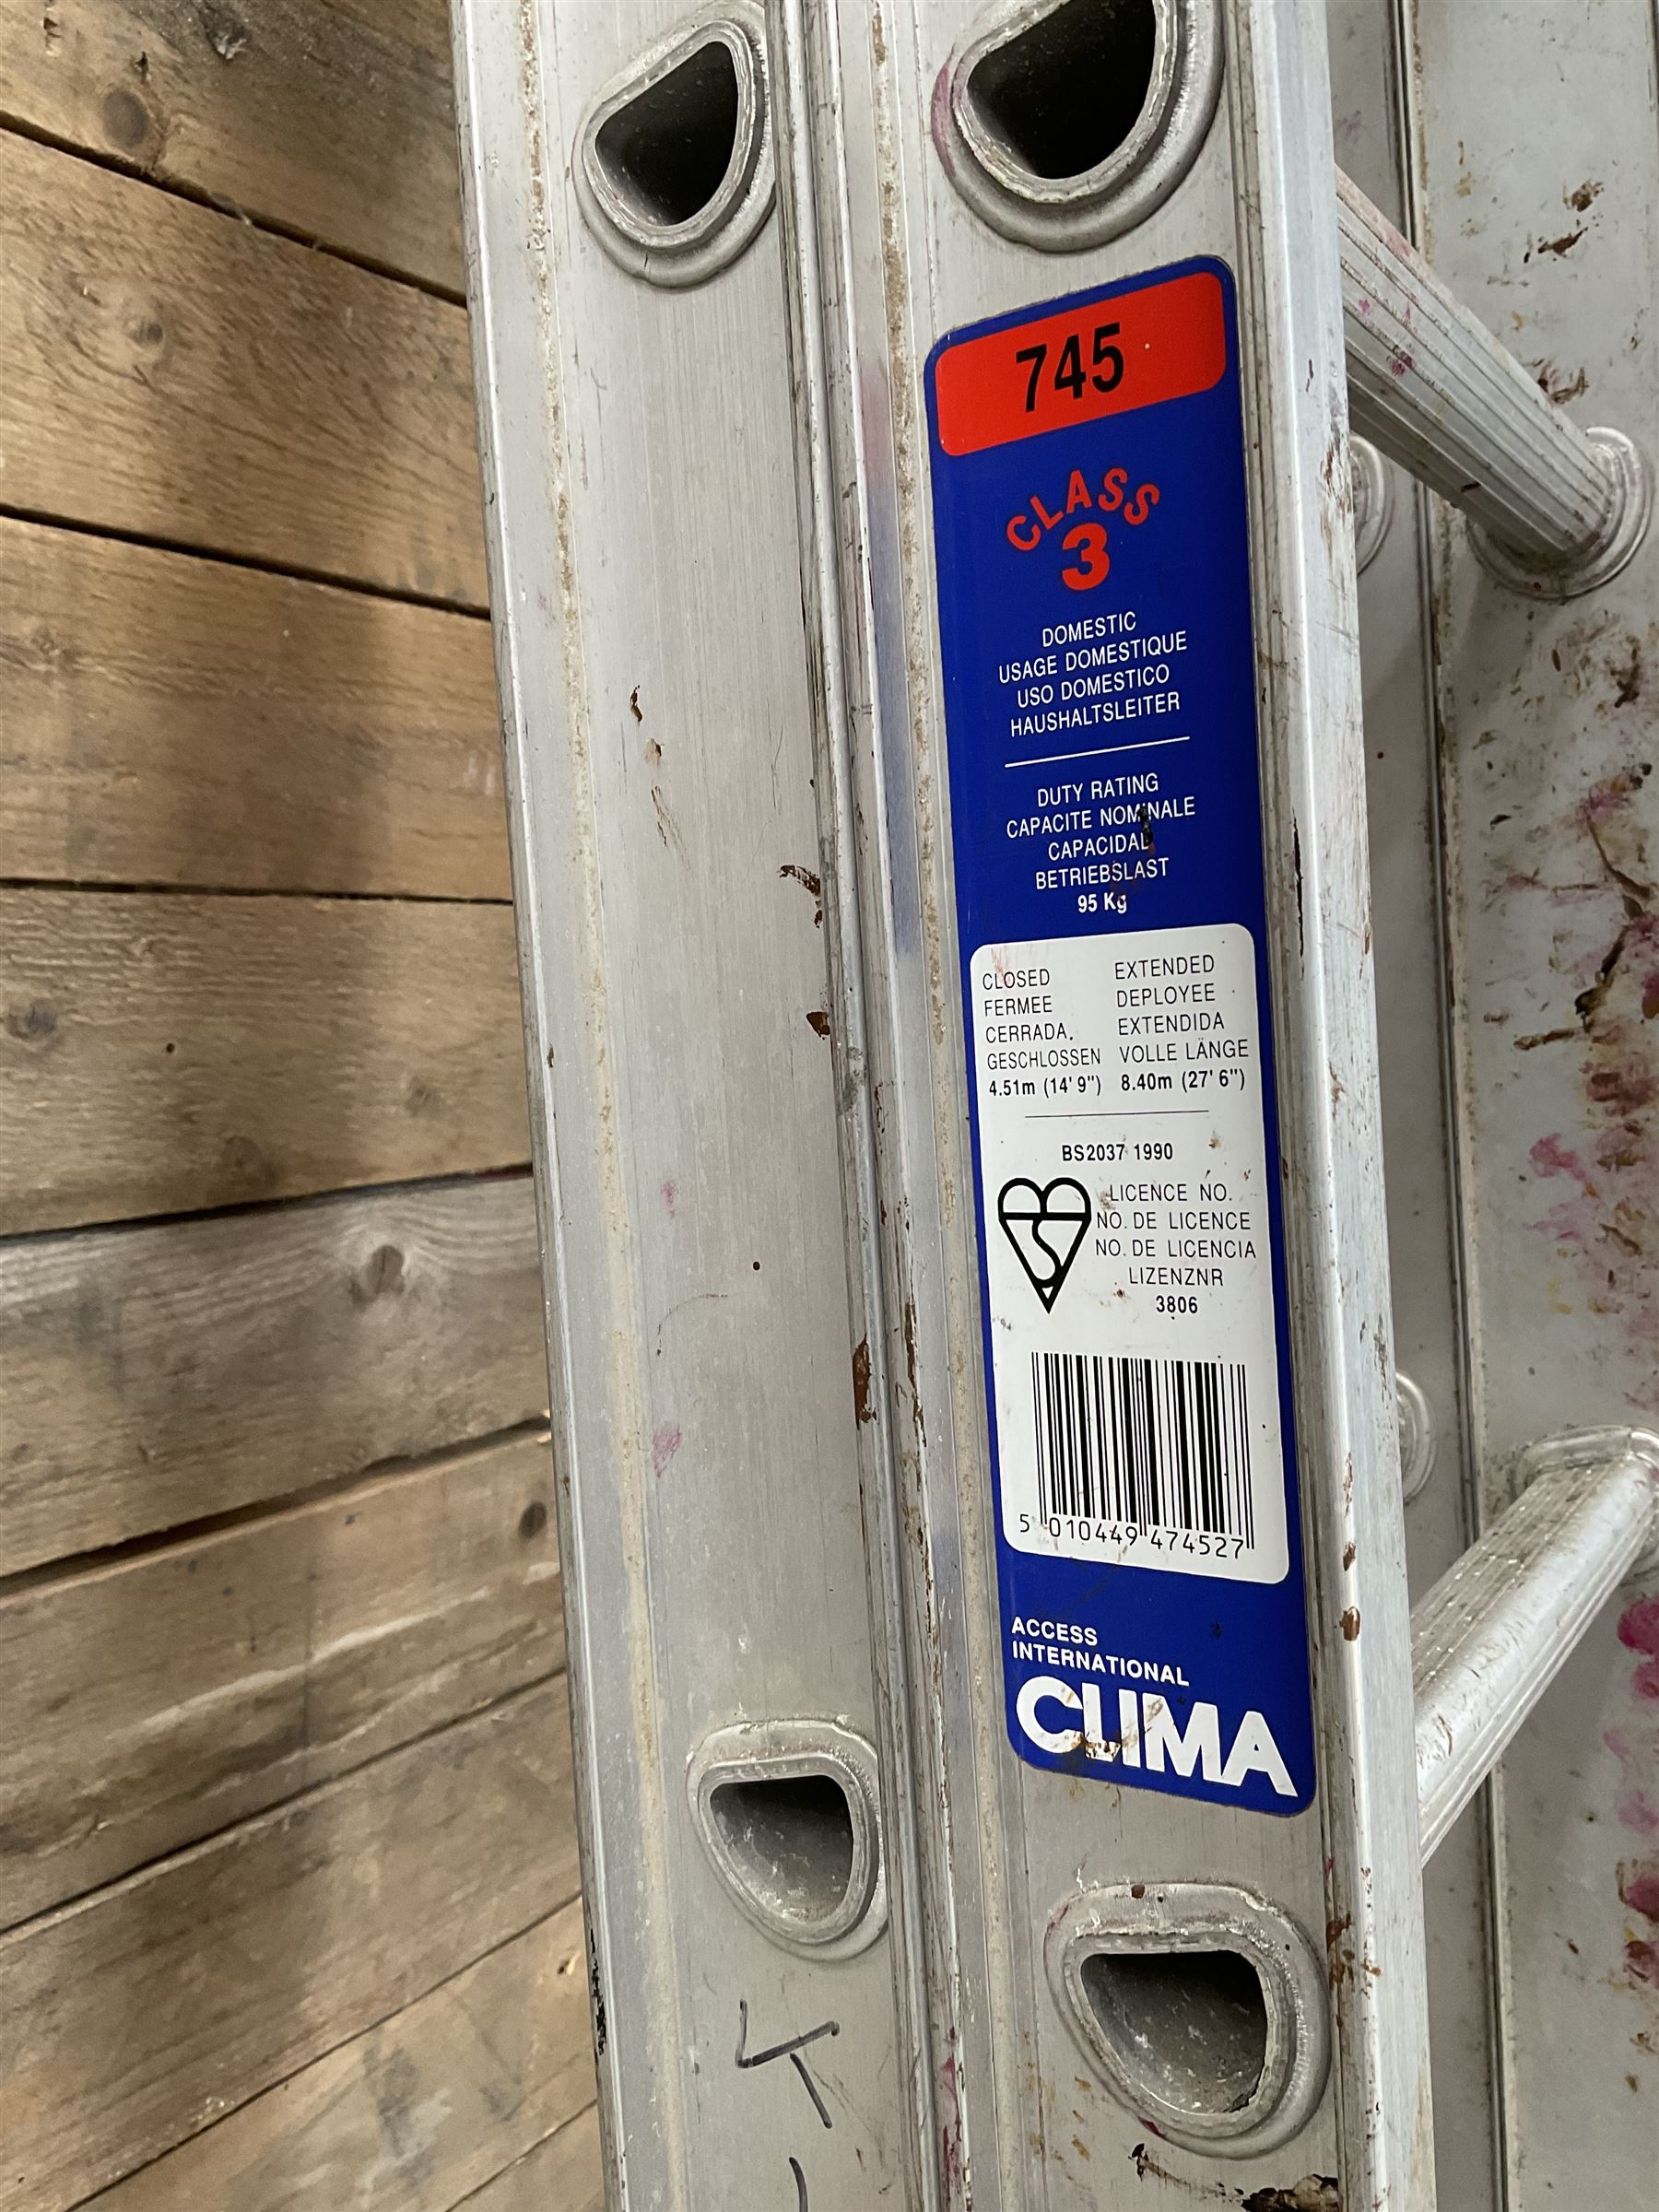 745
CLASS
3
DOMESTIC
USAGE DOMESTIQUE
USO DOMESTICO
HAUSHALTSLEITER
DUTY RATING
CAPACITE NOMINALE
CAPACIDAD
BETRIEBSLAST
95 Kg
CLOSED EXTENDED
FERMEE DEPLOYEE
CERRADA. EXTENDIDA
GESCHLOSSEN VOLLE LÄNGE
4.51m (14' 9") 8.40m (27' 6")
BS2037 1990
LICENCE NO.
NO. DE LICENCE
NO. DE LICENCIA
LIZENZNR
3806
5 010449 474527
ACCESS
INTERNATIONAL
CLIMA